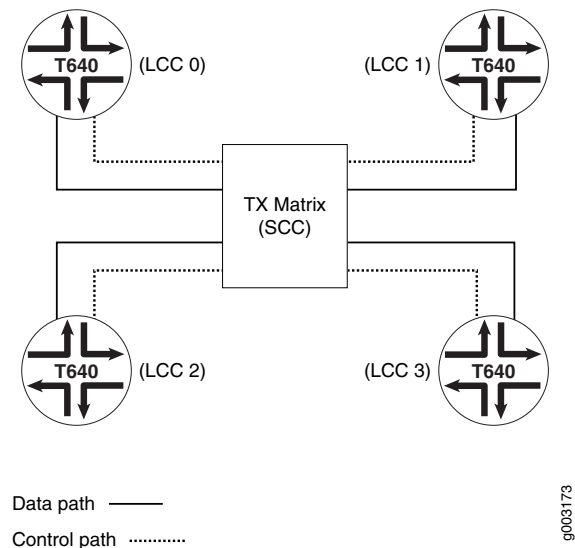 T640
(LCC 0)
(LCC 1)
T640
TX Matrix
(SCC)
T640
(LCC 2)
(LCC 3)
T640
Data path
Control path
g003173